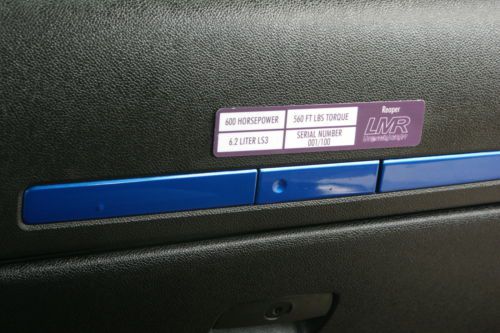 600 HORSEPOWER
560 FT LBS TORQUE
6.2 LITER LS3
SERIAL NUMBER
001/100
Reaper
LMR